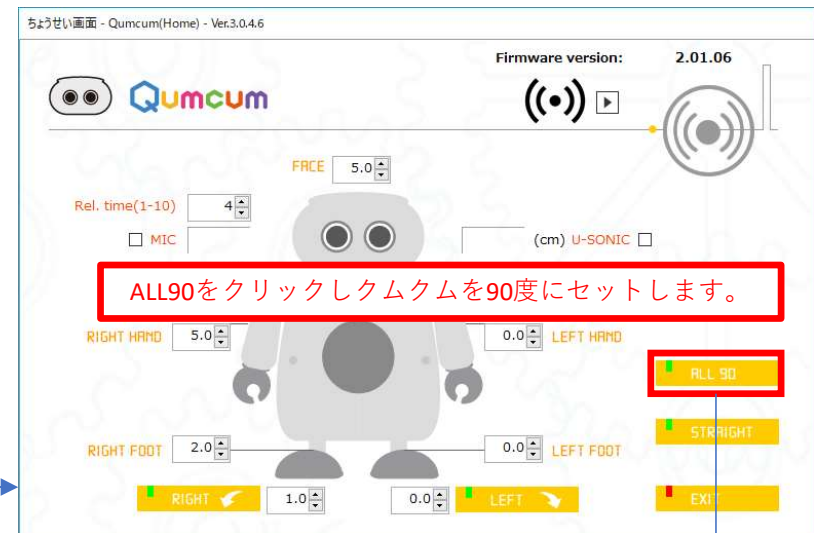 ちょうせい画面 - Qumcum(Home) - Ver.3.0.4.6
Firmware version: 2.01.06
Qumcum
FACE 5.0
Rel. time(1-10) 4
MIC (cm) U-SONIC
ALL90をクリックしクムクムを90度にセットします。
RIGHT HAND 5.0 0.0 LEFT HAND
ALL 90
STRAIGHT
RIGHT FOOT 2.0 0.0 LEFT FOOT
RIGHT 1.0 0.0 LEFT EXIT